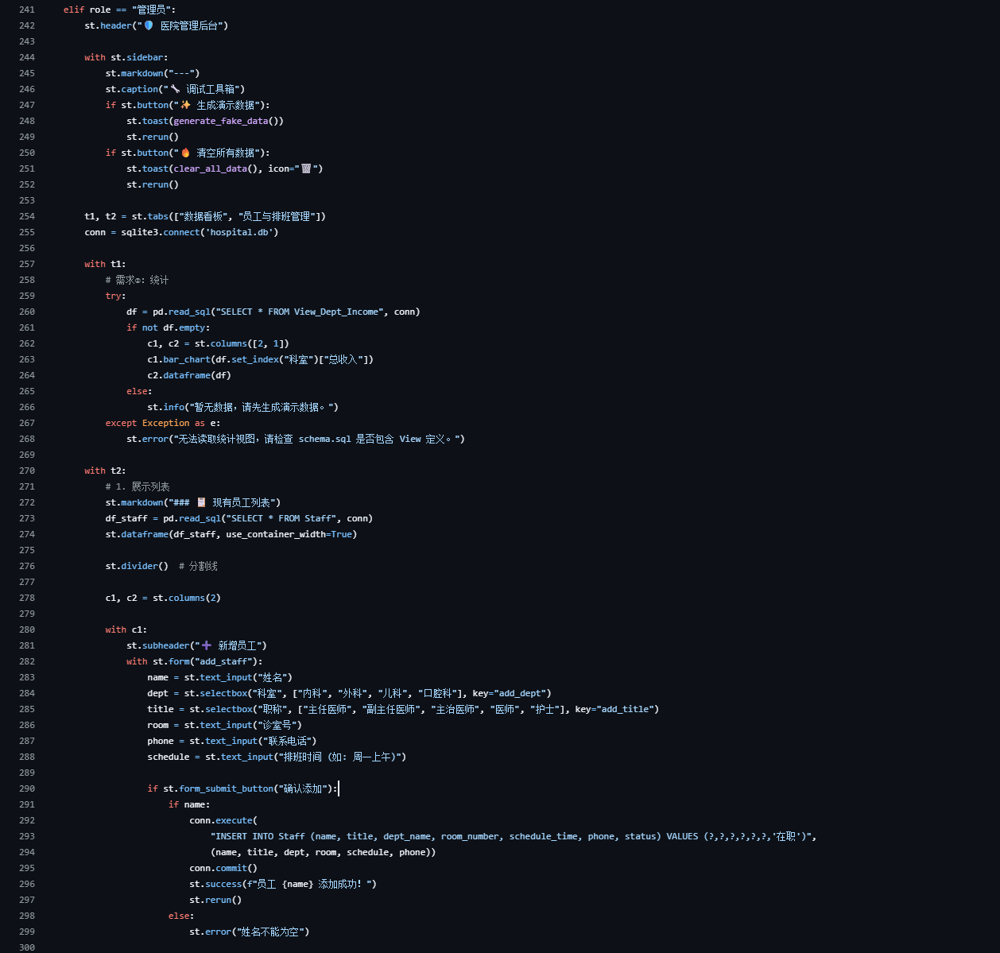 241 elif role == "管理员":
242 st.header("🛡️ 医院管理后台")
243
244 with st.sidebar:
245 st.markdown("---")
246 st.caption("🔧 调试工具箱")
247 if st.button("✨ 生成演示数据"):
248 st.toast(generate_fake_data())
249 st.rerun()
250 if st.button("🔥 清空所有数据"):
251 st.toast(clear_all_data(), icon="🗑️")
252 st.rerun()
253
254 t1, t2 = st.tabs(["数据看板", "员工与排班管理"])
255 conn = sqlite3.connect('hospital.db')
256
257 with t1:
258 # 需求: 统计
259 try:
260 df = pd.read_sql("SELECT * FROM View_Dept_Income", conn)
261 if not df.empty:
262 c1, c2 = st.columns([2, 1])
263 c1.bar_chart(df.set_index("科室")["总收入"])
264 c2.dataframe(df)
265 else:
266 st.info("暂无数据，请先生成演示数据。")
267 except Exception as e:
268 st.error("无法读取统计视图，请检查 schema.sql 是否包含 View 定义。")
269
270 with t2:
271 # 1. 展示列表
272 st.markdown("### 📋 现有员工列表")
273 df_staff = pd.read_sql("SELECT * FROM Staff", conn)
274 st.dataframe(df_staff, use_container_width=True)
275
276 st.divider() # 分割线
277
278 c1, c2 = st.columns(2)
279
280 with c1:
281 st.subheader("➕ 新增员工")
282 with st.form("add_staff"):
283 name = st.text_input("姓名")
284 dept = st.selectbox("科室", ["内科", "外科", "儿科", "口腔科"], key="add_dept")
285 title = st.selectbox("职称", ["主任医师", "副主任医师", "主治医师", "医师", "护士"], key="add_title")
286 room = st.text_input("诊室号")
287 phone = st.text_input("联系电话")
288 schedule = st.text_input("排班时间 (如: 周一上午)")
289
290 if st.form_submit_button("确认添加"):
291 if name:
292 conn.execute(
293 "INSERT INTO Staff (name, title, dept_name, room_number, schedule_time, phone, status) VALUES (?,?,?,?,?,?,'在职')",
294 (name, title, dept, room, schedule, phone))
295 conn.commit()
296 st.success(f"员工 {name} 添加成功！")
297 st.rerun()
298 else:
299 st.error("姓名不能为空")
300